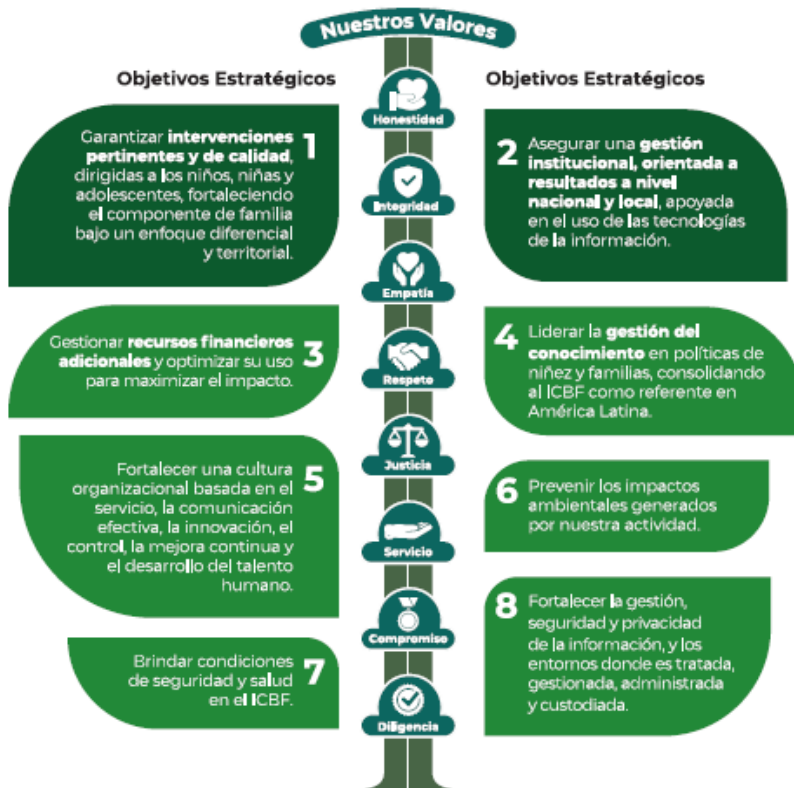 Nuestros Valores
Objetivos Estratégicos
Objetivos Estratégicos
Honestidad
Integridad
Empatía
Respeto
Justicia
Servicio
Compromiso
Diligencia
1
Garantizar intervenciones
pertinentes y de calidad,
dirigidas a los niños, niñas y
adolescentes, fortaleciendo
el componente de familia
bajo un enfoque diferencial
y territorial.
2
Asegurar una gestión
institucional, orientada a
resultados a nivel
nacional y local, apoyada
en el uso de las tecnologías
de la información.
3
Gestionar recursos financieros
adicionales y optimizar su uso
para maximizar el impacto.
4
Liderar la gestión del
conocimiento en políticas de
niñez y familias, consolidando
al ICBF como referente en
América Latina.
5
Fortalecer una cultura
organizacional basada en el
servicio, la comunicación
efectiva, la innovación, el
control, la mejora continua y
el desarrollo del talento
humano.
6
Prevenir los impactos
ambientales generados
por nuestra actividad.
7
Brindar condiciones
de seguridad y salud
en el ICBF.
8
Fortalecer la gestión,
seguridad y privacidad
de la información, y los
entornos donde es tratada,
gestionada, administrada
y custodiada.